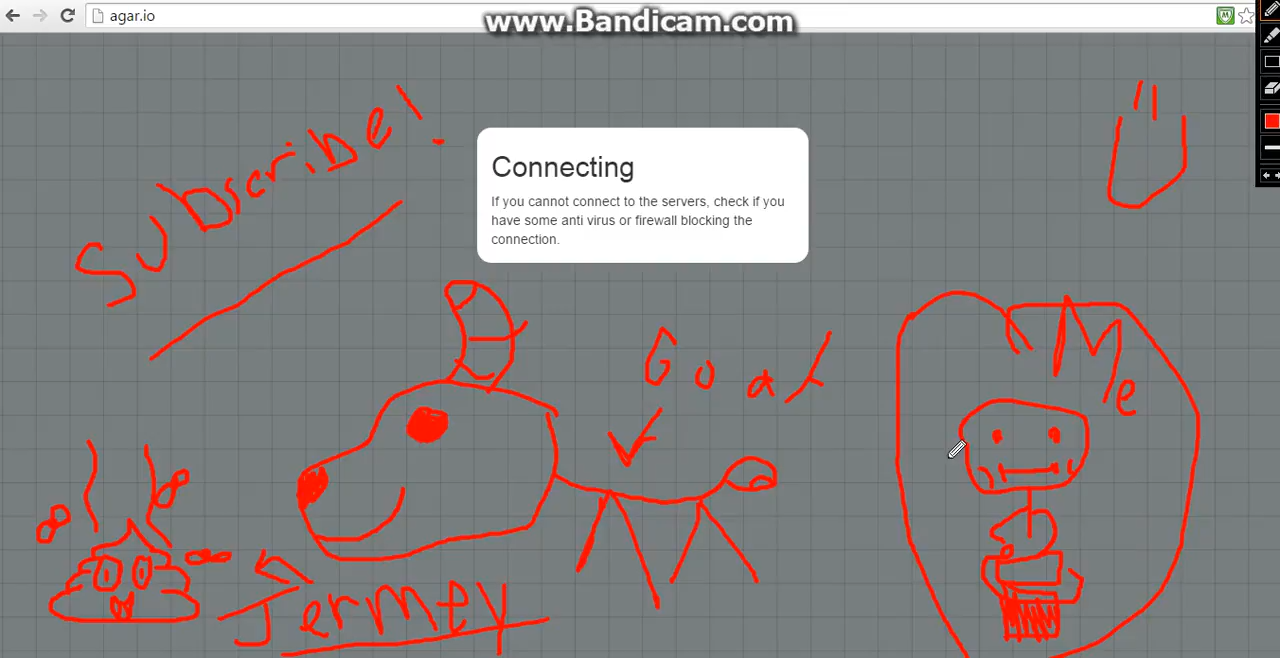 agar.io
www.Bandicam.com
Subscribe!
Connecting
If you cannot connect to the servers, check if you
have some anti virus or firewall blocking the
connection.
Goat
Me
Jermey